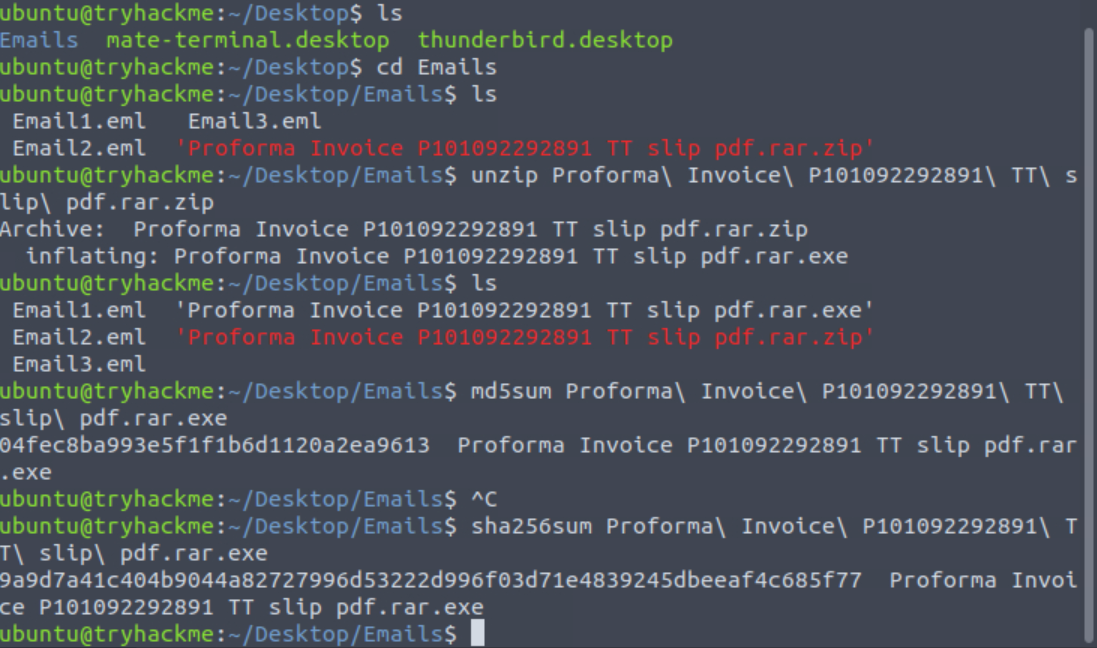 ubuntu@tryhackme:~/Desktop$ ls
Emails  mate-terminal.desktop  thunderbird.desktop
ubuntu@tryhackme:~/Desktop$ cd Emails
ubuntu@tryhackme:~/Desktop/Emails$ ls
 Email1.eml   Email3.eml
 Email2.eml  'Proforma Invoice P101092292891 TT slip pdf.rar.zip'
ubuntu@tryhackme:~/Desktop/Emails$ unzip Proforma\ Invoice\ P101092292891\ TT\ s
lip\ pdf.rar.zip
Archive:  Proforma Invoice P101092292891 TT slip pdf.rar.zip
  inflating: Proforma Invoice P101092292891 TT slip pdf.rar.exe
ubuntu@tryhackme:~/Desktop/Emails$ ls
 Email1.eml  'Proforma Invoice P101092292891 TT slip pdf.rar.exe'
 Email2.eml  'Proforma Invoice P101092292891 TT slip pdf.rar.zip'
 Email3.eml
ubuntu@tryhackme:~/Desktop/Emails$ md5sum Proforma\ Invoice\ P101092292891\ TT\
slip\ pdf.rar.exe
04fec8ba993e5f1f1b6d1120a2ea9613  Proforma Invoice P101092292891 TT slip pdf.rar
.exe
ubuntu@tryhackme:~/Desktop/Emails$ ^C
ubuntu@tryhackme:~/Desktop/Emails$ sha256sum Proforma\ Invoice\ P101092292891\ T
T\ slip\ pdf.rar.exe
9a9d7a41c404b9044a82727996d53222d996f03d71e4839245dbeeaf4c685f77  Proforma Invoi
ce P101092292891 TT slip pdf.rar.exe
ubuntu@tryhackme:~/Desktop/Emails$